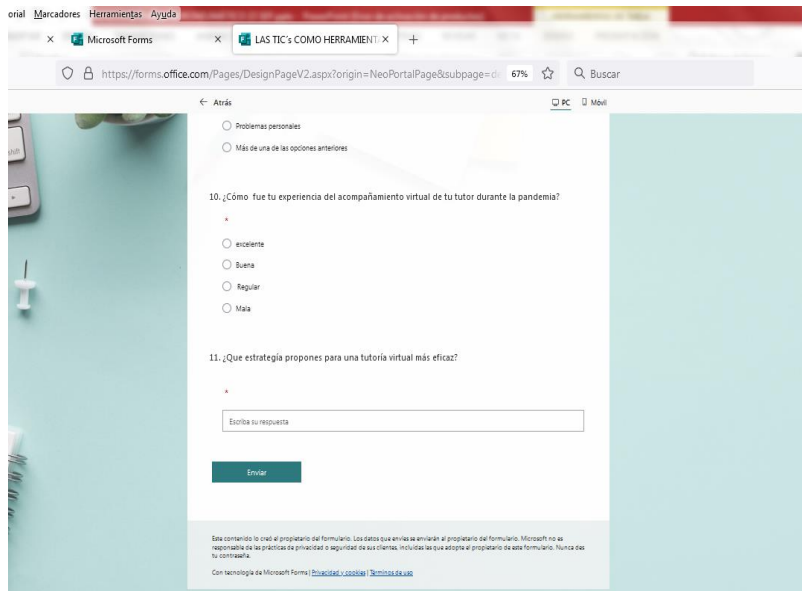 orial Marcadores Herramientas Ayuda
Microsoft Forms
LAS TIC's COMO HERRAMIENTA
https://forms.office.com/Pages/DesignPageV2.aspx?origin=NeoPortalPage&subpage=d
67%
Buscar
Atrás
PC
Móvil
Problemas personales
Más de una de las opciones anteriores
10. ¿Cómo fue tu experiencia del acompañamiento virtual de tu tutor durante la pandemia?
*
excelente
Buena
Regular
Mala
11. ¿Que estrategía propones para una tutoría virtual más eficaz?
*
Escriba su respuesta
Enviar
Este contenido lo creó el propietario del formulario. Los datos que envíes se enviarán al propietario del formulario. Microsoft no es
responsable de las prácticas de privacidad o seguridad de sus clientes, incluidas las que adopte el propietario de este formulario. Nunca des
tu contraseña.
Con tecnología de Microsoft Forms | Privacidad y cookies | Términos de uso
shift